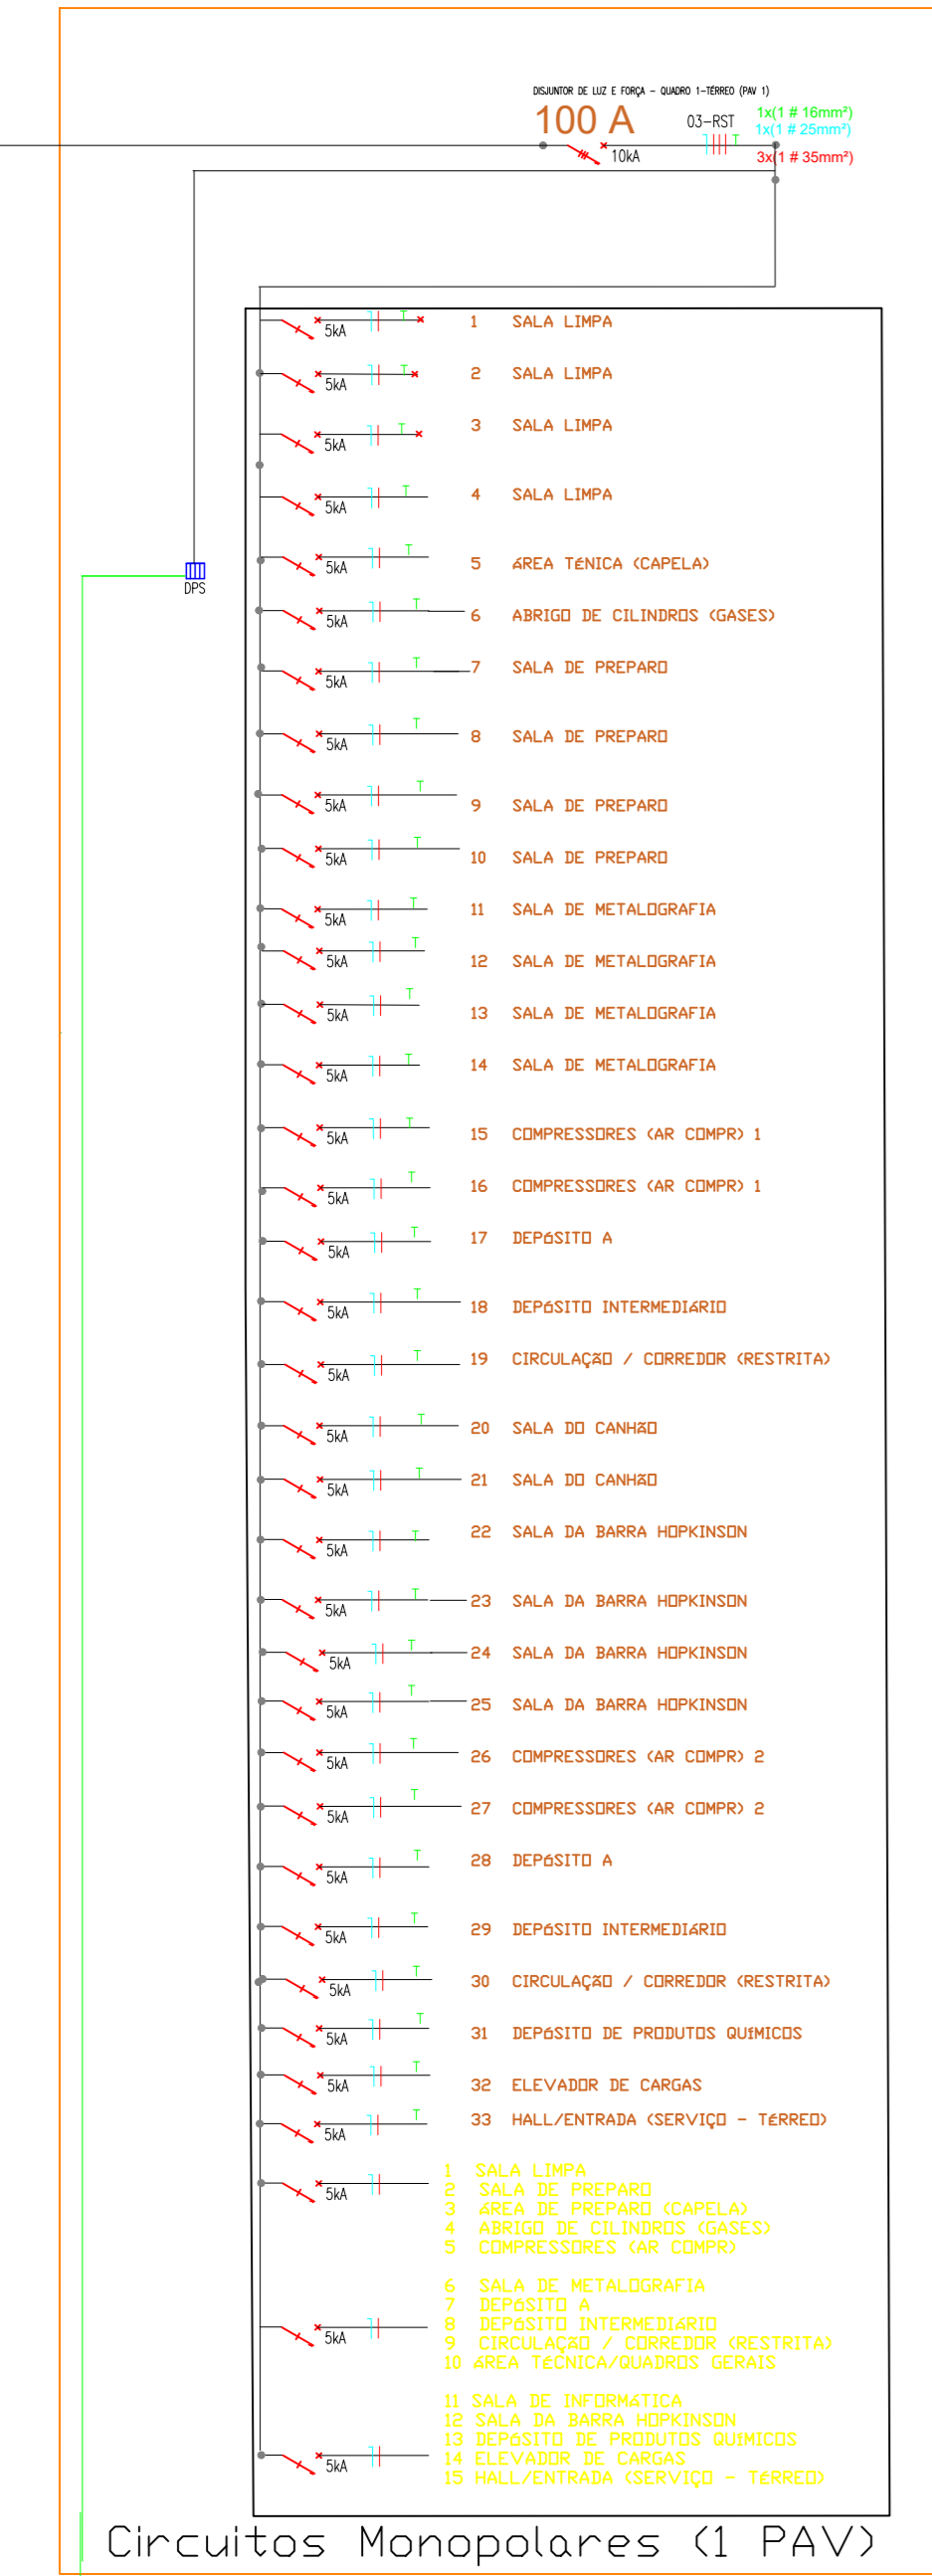 DISJUNTOR DE LUZ E FORÇA - QUADRO 1-TÉRREO (PAV 1)
100 A
10kA
03-RST
1x(1 # 16mm²)
1x(1 # 25mm²)
3x(1 # 35mm²)
DPS
5kA 1 SALA LIMPA
5kA 2 SALA LIMPA
5kA 3 SALA LIMPA
5kA 4 SALA LIMPA
5kA 5 ÁREA TÉNICA (CAPELA)
5kA 6 ABRIGO DE CILINDROS (GASES)
5kA 7 SALA DE PREPARO
5kA 8 SALA DE PREPARO
5kA 9 SALA DE PREPARO
5kA 10 SALA DE PREPARO
5kA 11 SALA DE METALOGRAFIA
5kA 12 SALA DE METALOGRAFIA
5kA 13 SALA DE METALOGRAFIA
5kA 14 SALA DE METALOGRAFIA
5kA 15 COMPRESSORES (AR COMPR) 1
5kA 16 COMPRESSORES (AR COMPR) 1
5kA 17 DEPÓSITO A
5kA 18 DEPÓSITO INTERMEDIÁRIO
5kA 19 CIRCULAÇÃO / CORREDOR (RESTRITA)
5kA 20 SALA DO CANHÃO
5kA 21 SALA DO CANHÃO
5kA 22 SALA DA BARRA HOPKINSON
5kA 23 SALA DA BARRA HOPKINSON
5kA 24 SALA DA BARRA HOPKINSON
5kA 25 SALA DA BARRA HOPKINSON
5kA 26 COMPRESSORES (AR COMPR) 2
5kA 27 COMPRESSORES (AR COMPR) 2
5kA 28 DEPÓSITO A
5kA 29 DEPÓSITO INTERMEDIÁRIO
5kA 30 CIRCULAÇÃO / CORREDOR (RESTRITA)
5kA 31 DEPÓSITO DE PRODUTOS QUÍMICOS
5kA 32 ELEVADOR DE CARGAS
5kA 33 HALL/ENTRADA (SERVIÇO - TÉRREO)
5kA
1 SALA LIMPA
2 SALA DE PREPARO
3 ÁREA DE PREPARO (CAPELA)
4 ABRIGO DE CILINDROS (GASES)
5 COMPRESSORES (AR COMPR)
5kA
6 SALA DE METALOGRAFIA
7 DEPÓSITO A
8 DEPÓSITO INTERMEDIÁRIO
9 CIRCULAÇÃO / CORREDOR (RESTRITA)
10 ÁREA TÉCNICA/QUADROS GERAIS
5kA
11 SALA DE INFORMÁTICA
12 SALA DA BARRA HOPKINSON
13 DEPÓSITO DE PRODUTOS QUÍMICOS
14 ELEVADOR DE CARGAS
15 HALL/ENTRADA (SERVIÇO - TÉRREO)
Circuitos Monopolares (1 PAV)